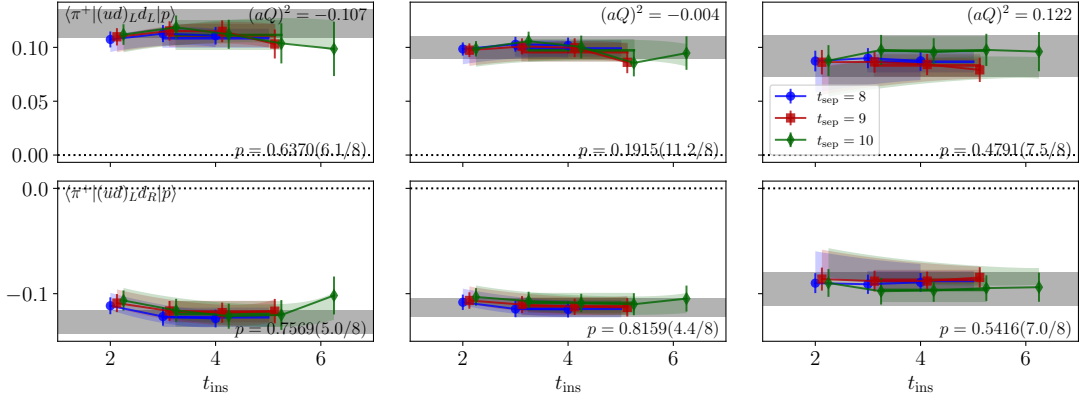 ⟨π⁺|(ud)_L d_L|p⟩ (aQ)² = −0.107
(aQ)² = −0.004
(aQ)² = 0.122
0.10
0.05
0.00
p = 0.6370(6.1/8)
p = 0.1915(11.2/8)
t_sep = 8
t_sep = 9
t_sep = 10
p = 0.4791(7.5/8)
⟨π⁺|(ud)_L d_R|p⟩
0.0
−0.1
p = 0.7569(5.0/8)
p = 0.8159(4.4/8)
p = 0.5416(7.0/8)
2 4 6
2 4 6
2 4 6
t_ins
t_ins
t_ins